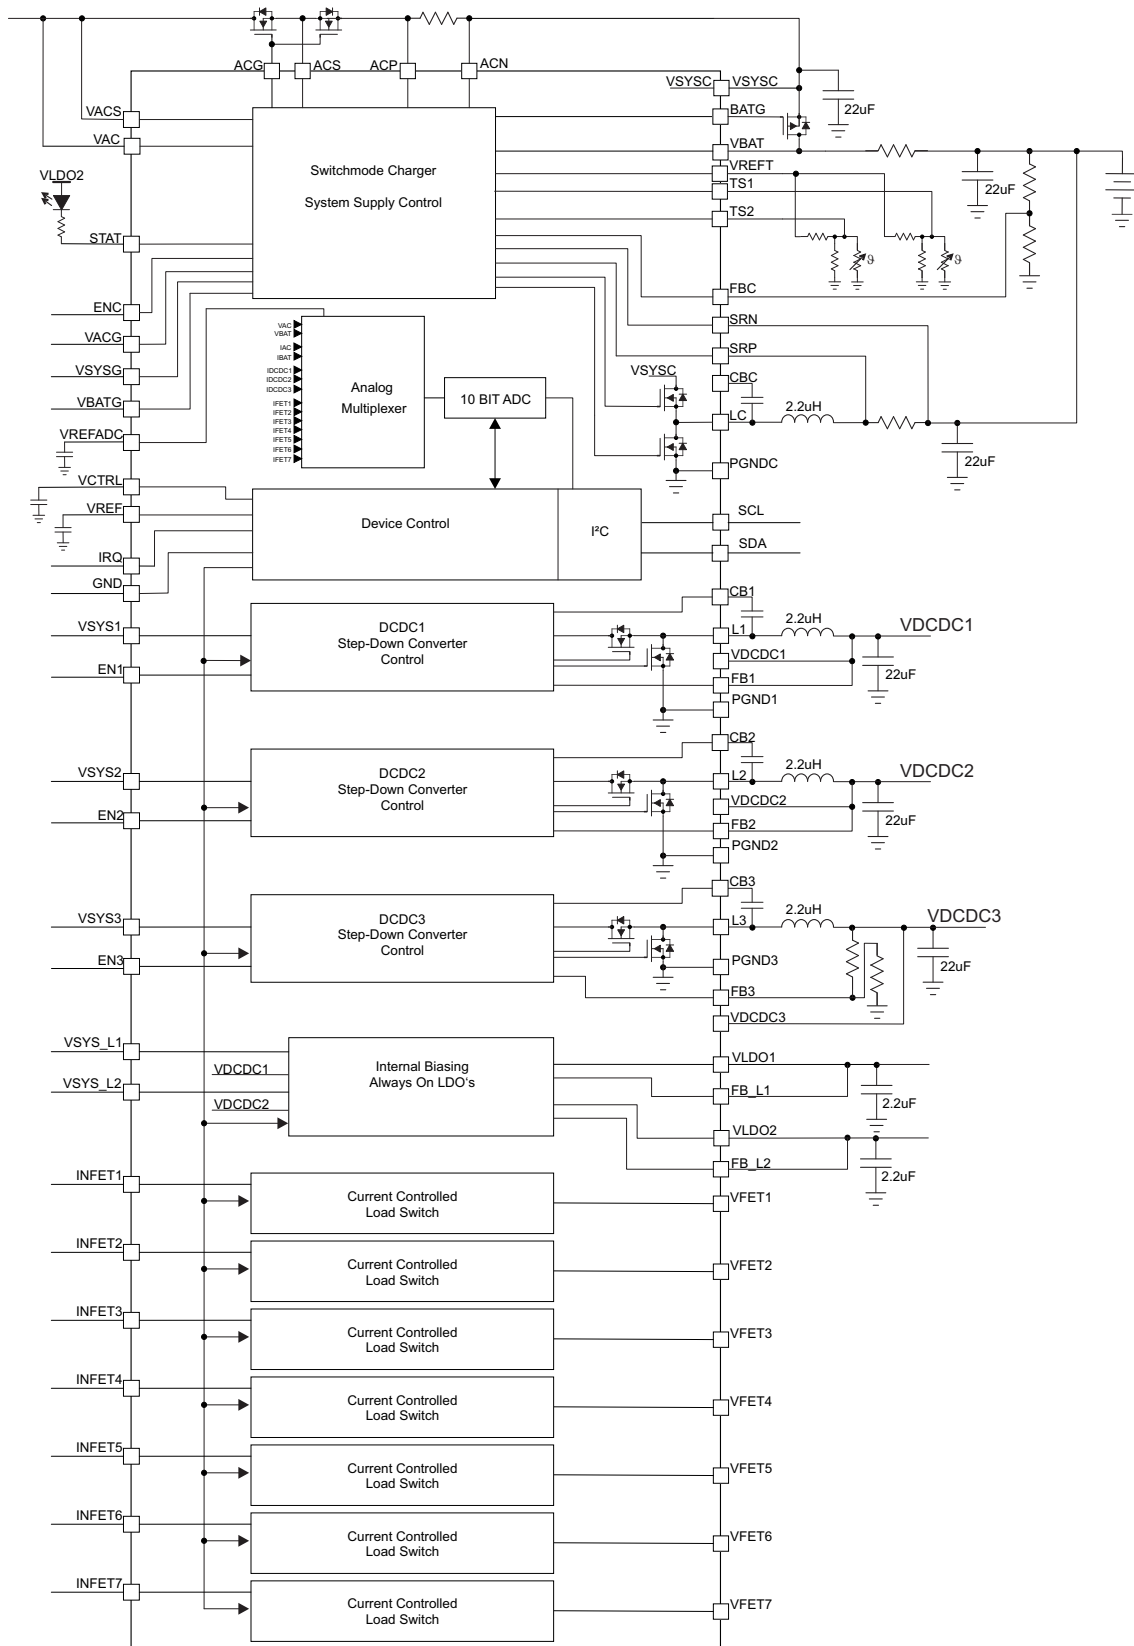 ACG
ACS
ACP
ACN
VSYSC
VSYSC
22uF
VACS
BATG
VAC
VBAT
Switchmode Charger
System Supply Control
VREFT
VLDO2
TS1
22uF
TS2
STAT
ϑ
ϑ
ENC
FBC
VACG
SRN
VAC
VBAT
IAC
IBAT
IDCDC1
IDCDC2
IDCDC3
IFET1
IFET2
IFET3
IFET4
IFET5
IFET6
IFET7
Analog
Multiplexer
10 BIT ADC
SRP
VSYSG
VSYSC
CBC
VBATG
2.2uH
LC
VREFADC
22uF
PGNDC
VCTRL
VREF
Device Control
I²C
SCL
SDA
IRQ
GND
CB1
VSYS1
DCDC1
Step-Down Converter
Control
L1
2.2uH
VDCDC1
VDCDC1
EN1
FB1
22uF
PGND1
CB2
VSYS2
DCDC2
Step-Down Converter
Control
L2
2.2uH
VDCDC2
VDCDC2
EN2
FB2
22uF
PGND2
CB3
VSYS3
DCDC3
Step-Down Converter
Control
L3
2.2uH
VDCDC3
EN3
PGND3
22uF
FB3
VDCDC3
VSYS_L1
VDCDC1
Internal Biasing
Always On LDO's
VLDO1
VSYS_L2
VDCDC2
FB_L1
2.2uF
VLDO2
FB_L2
2.2uF
INFET1
Current Controlled
Load Switch
VFET1
INFET2
Current Controlled
Load Switch
VFET2
INFET3
Current Controlled
Load Switch
VFET3
INFET4
Current Controlled
Load Switch
VFET4
INFET5
Current Controlled
Load Switch
VFET5
INFET6
Current Controlled
Load Switch
VFET6
INFET7
Current Controlled
Load Switch
VFET7